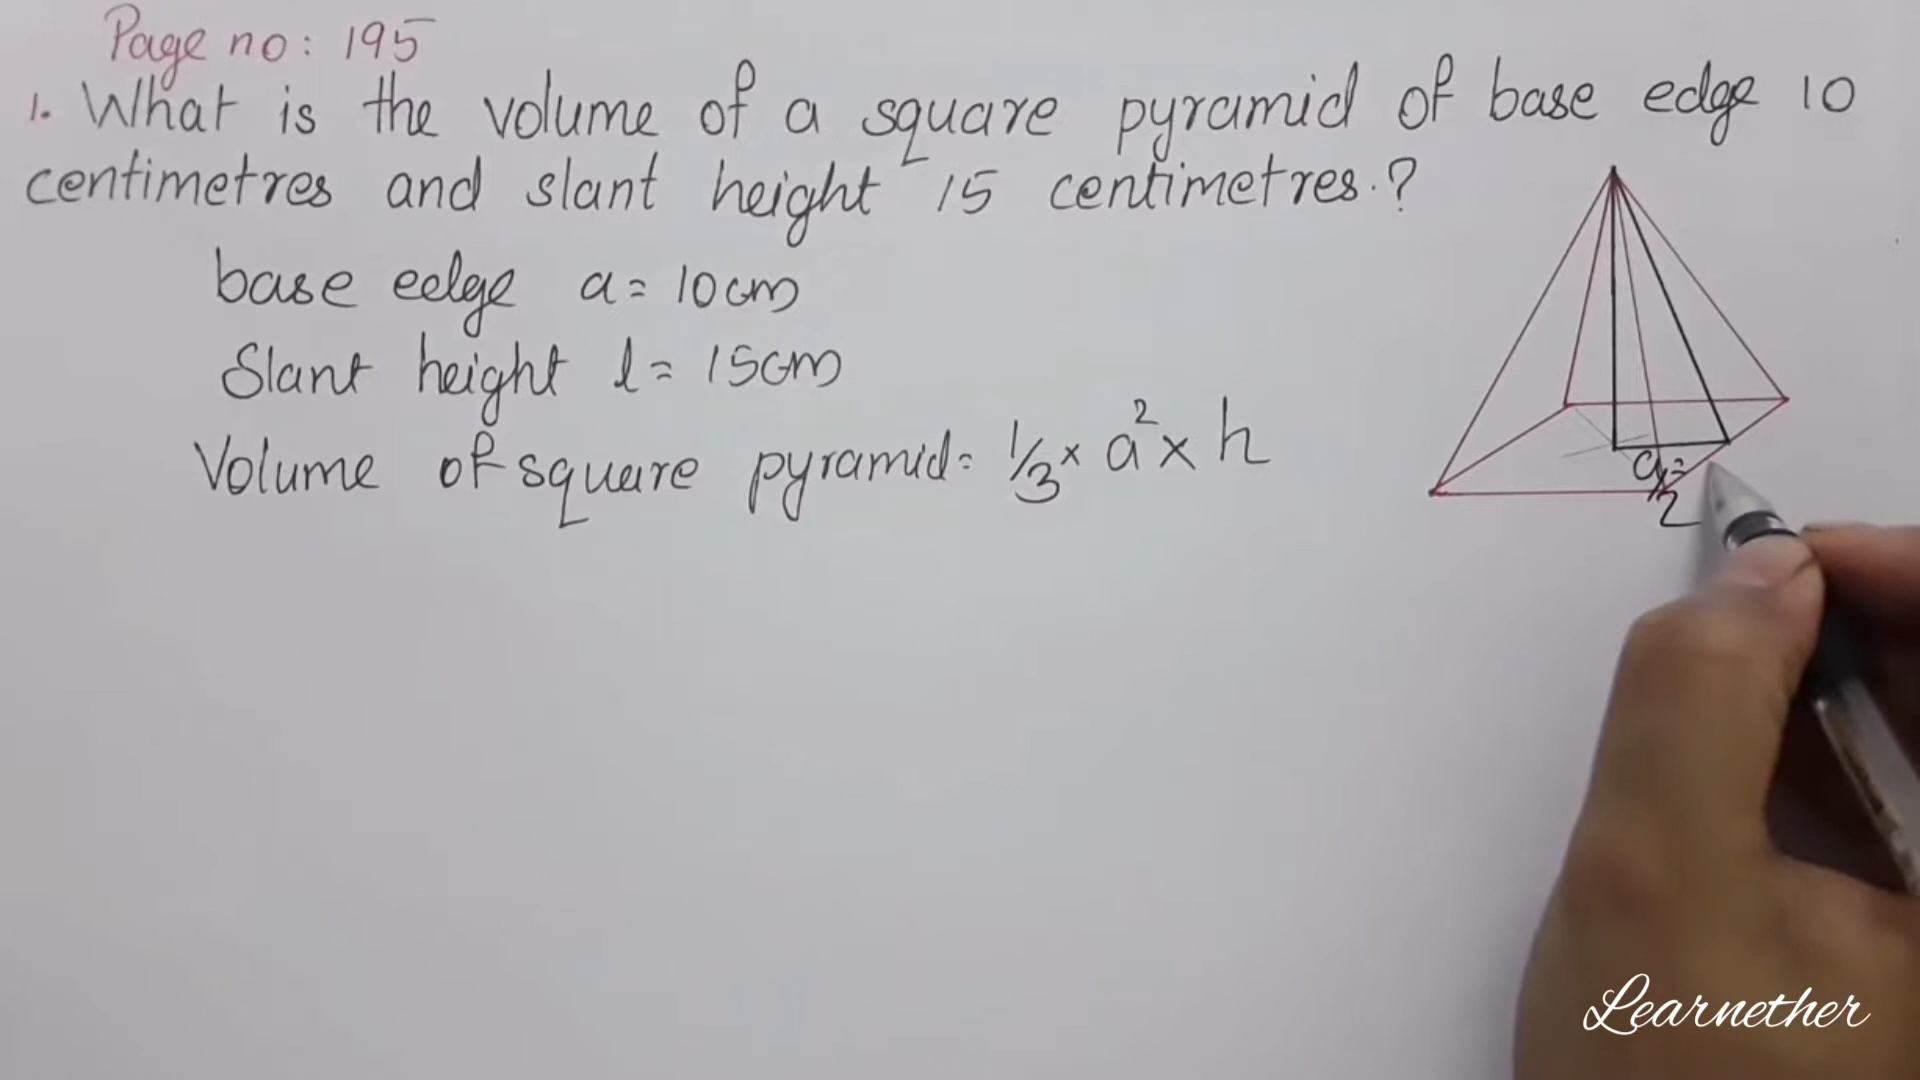 Page no: 195
1. What is the volume of a square pyramid of base edge 10
centimetres and slant height 15 centimetres.?
base edge a = 10cm
Slant height l = 15cm
Volume of square pyramid = 1/3 × a² × h
a/2 =
Learnether